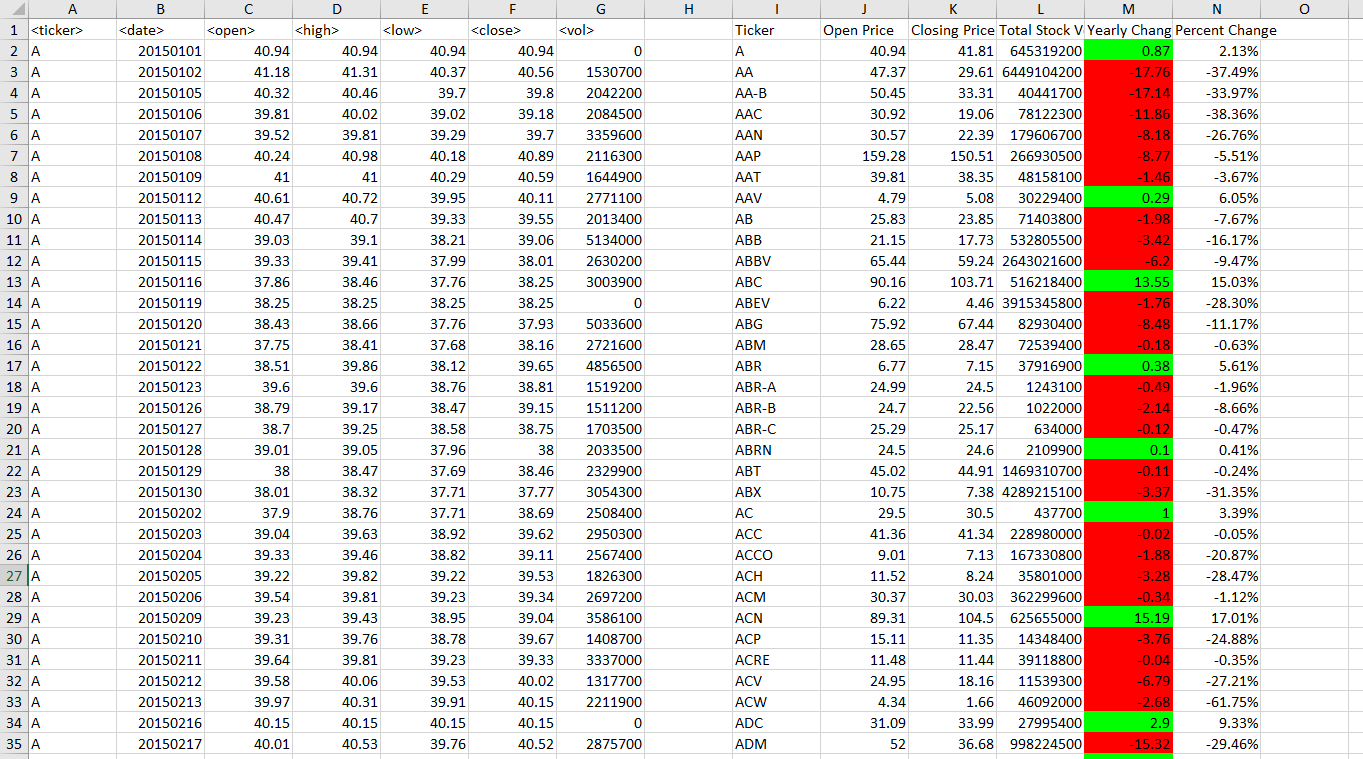 A B C D E F G H I J K L M N O
1 <ticker> <date> <open> <high> <low> <close> <vol> Ticker Open Price Closing Price Total Stock V Yearly Chang Percent Change
2 A 20150101 40.94 40.94 40.94 40.94 0 A 40.94 41.81 645319200 0.87 2.13%
3 A 20150102 41.18 41.31 40.37 40.56 1530700 AA 47.37 29.61 6449104200 -17.76 -37.49%
4 A 20150105 40.32 40.46 39.7 39.8 2042200 AA-B 50.45 33.31 40441700 -17.14 -33.97%
5 A 20150106 39.81 40.02 39.02 39.18 2084500 AAC 30.92 19.06 78122300 -11.86 -38.36%
6 A 20150107 39.52 39.81 39.29 39.7 3359600 AAN 30.57 22.39 179606700 -8.18 -26.76%
7 A 20150108 40.24 40.98 40.18 40.89 2116300 AAP 159.28 150.51 266930500 -8.77 -5.51%
8 A 20150109 41 41 40.29 40.59 1644900 AAT 39.81 38.35 48158100 -1.46 -3.67%
9 A 20150112 40.61 40.72 39.95 40.11 2771100 AAV 4.79 5.08 30229400 0.29 6.05%
10 A 20150113 40.47 40.7 39.33 39.55 2013400 AB 25.83 23.85 71403800 -1.98 -7.67%
11 A 20150114 39.03 39.1 38.21 39.06 5134000 ABB 21.15 17.73 532805500 -3.42 -16.17%
12 A 20150115 39.33 39.41 37.99 38.01 2630200 ABBV 65.44 59.24 2643021600 -6.2 -9.47%
13 A 20150116 37.86 38.46 37.76 38.25 3003900 ABC 90.16 103.71 516218400 13.55 15.03%
14 A 20150119 38.25 38.25 38.25 38.25 0 ABEV 6.22 4.46 3915345800 -1.76 -28.30%
15 A 20150120 38.43 38.66 37.76 37.93 5033600 ABG 75.92 67.44 82930400 -8.48 -11.17%
16 A 20150121 37.75 38.41 37.68 38.16 2721600 ABM 28.65 28.47 72539400 -0.18 -0.63%
17 A 20150122 38.51 39.86 38.12 39.65 4856500 ABR 6.77 7.15 37916900 0.38 5.61%
18 A 20150123 39.6 39.6 38.76 38.81 1519200 ABR-A 24.99 24.5 1243100 -0.49 -1.96%
19 A 20150126 38.79 39.17 38.47 39.15 1511200 ABR-B 24.7 22.56 1022000 -2.14 -8.66%
20 A 20150127 38.7 39.25 38.58 38.75 1703500 ABR-C 25.29 25.17 634000 -0.12 -0.47%
21 A 20150128 39.01 39.05 37.96 38 2033500 ABRN 24.5 24.6 2109900 0.1 0.41%
22 A 20150129 38 38.47 37.69 38.46 2329900 ABT 45.02 44.91 1469310700 -0.11 -0.24%
23 A 20150130 38.01 38.32 37.71 37.77 3054300 ABX 10.75 7.38 4289215100 -3.37 -31.35%
24 A 20150202 37.9 38.76 37.71 38.69 2508400 AC 29.5 30.5 437700 1 3.39%
25 A 20150203 39.04 39.63 38.92 39.62 2950300 ACC 41.36 41.34 228980000 -0.02 -0.05%
26 A 20150204 39.33 39.46 38.82 39.11 2567400 ACCO 9.01 7.13 167330800 -1.88 -20.87%
27 A 20150205 39.22 39.82 39.22 39.53 1826300 ACH 11.52 8.24 35801000 -3.28 -28.47%
28 A 20150206 39.54 39.81 39.23 39.34 2697200 ACM 30.37 30.03 362299600 -0.34 -1.12%
29 A 20150209 39.23 39.43 38.95 39.04 3586100 ACN 89.31 104.5 625655000 15.19 17.01%
30 A 20150210 39.31 39.76 38.78 39.67 1408700 ACP 15.11 11.35 14348400 -3.76 -24.88%
31 A 20150211 39.64 39.81 39.23 39.33 3337000 ACRE 11.48 11.44 39118800 -0.04 -0.35%
32 A 20150212 39.58 40.06 39.53 40.02 1317700 ACV 24.95 18.16 11539300 -6.79 -27.21%
33 A 20150213 39.97 40.31 39.91 40.15 2211900 ACW 4.34 1.66 46092000 -2.68 -61.75%
34 A 20150216 40.15 40.15 40.15 40.15 0 ADC 31.09 33.99 27995400 2.9 9.33%
35 A 20150217 40.01 40.53 39.76 40.52 2875700 ADM 52 36.68 998224500 -15.32 -29.46%